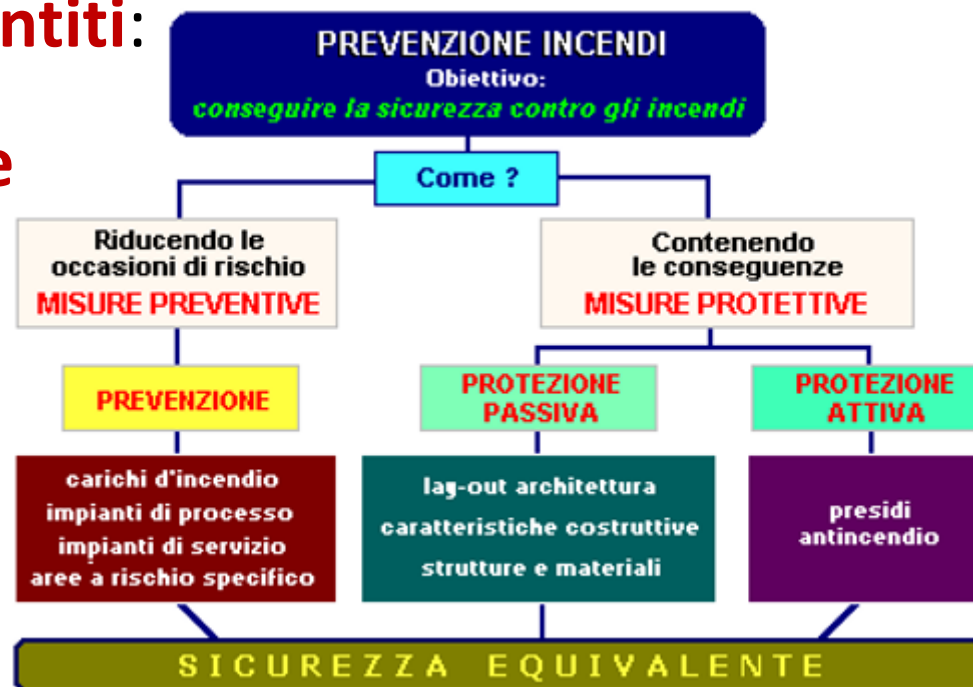 ntiti:
e
PREVENZIONE INCENDI
Obiettivo:
conseguire la sicurezza contro gli incendi
Come ?
Riducendo le
occasioni di rischio
MISURE PREVENTIVE
Contenendo
le conseguenze
MISURE PROTETTIVE
PREVENZIONE
PROTEZIONE
PASSIVA
PROTEZIONE
ATTIVA
carichi d'incendio
impianti di processo
impianti di servizio
aree a rischio specifico
lay-out architettura
caratteristiche costruttive
strutture e materiali
presidi
antincendio
SICUREZZA EQUIVALENTE